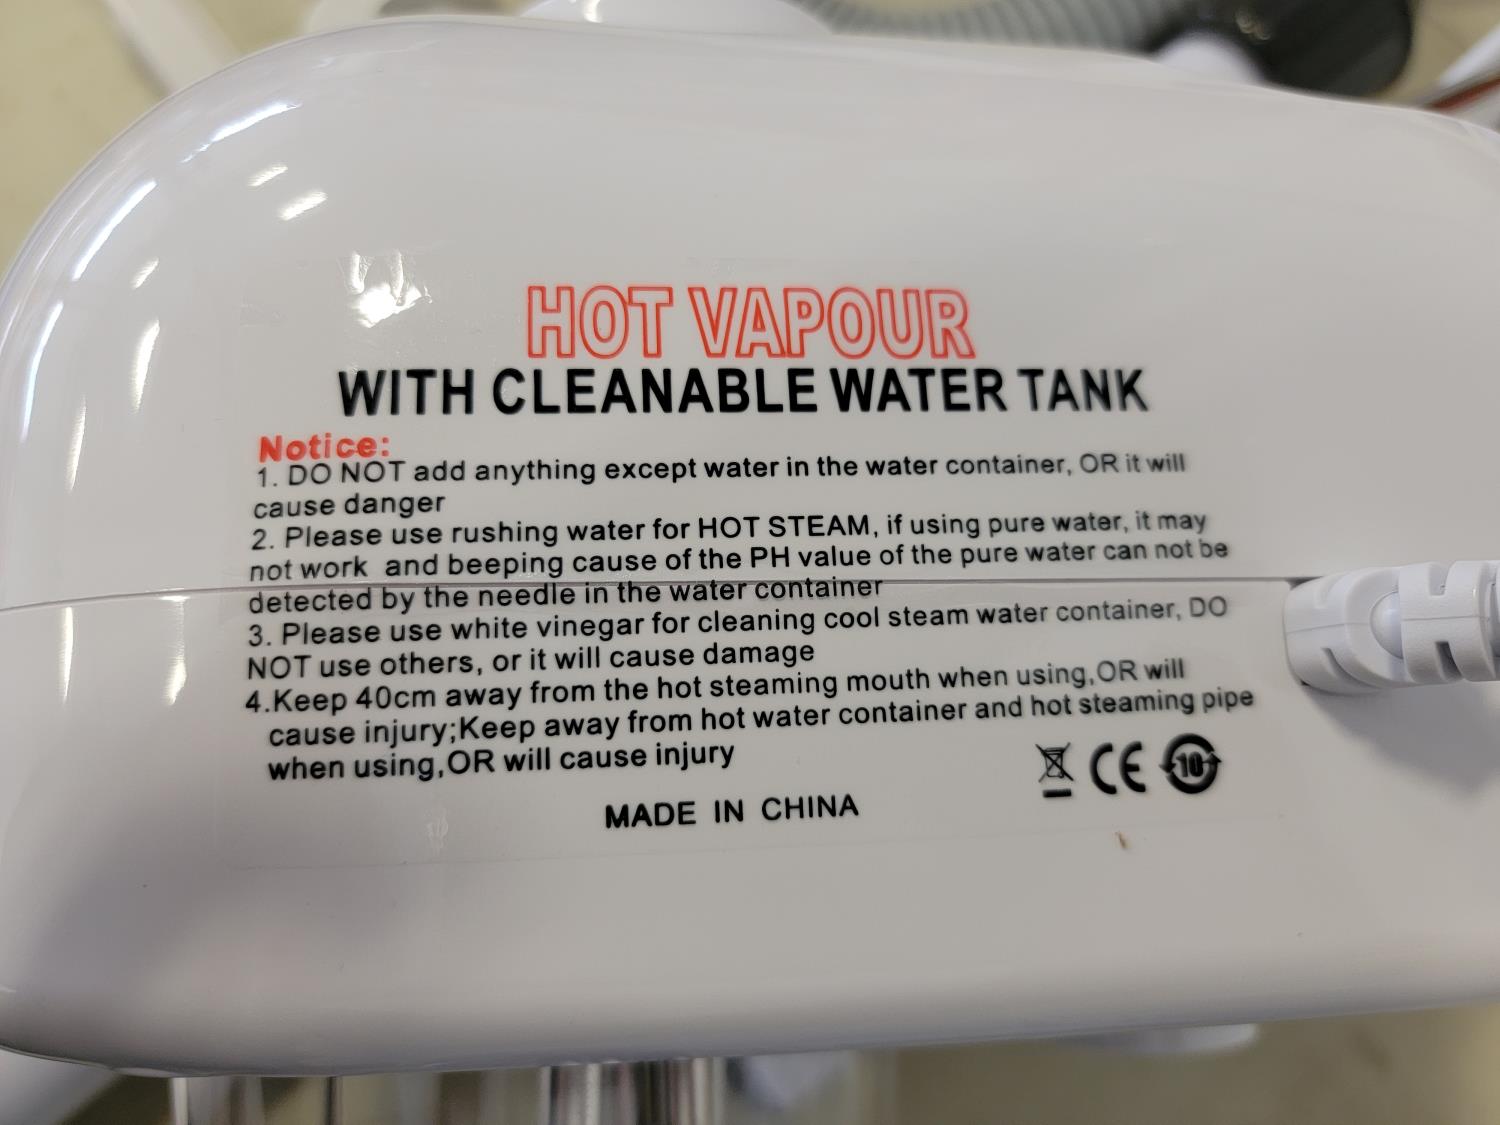 HOT VAPOUR
WITH CLEANABLE WATER TANK
Notice:
1. DO NOT add anything except water in the water container, OR it will
cause danger
2. Please use rushing water for HOT STEAM, if using pure water, it may
not work and beeping cause of the PH value of the pure water can not be
detected by the needle in the water container
3. Please use white vinegar for cleaning cool steam water container, DO
NOT use others, or it will cause damage
4.Keep 40cm away from the hot steaming mouth when using,OR will
cause injury;Keep away from hot water container and hot steaming pipe
when using,OR will cause injury
CE 10
MADE IN CHINA